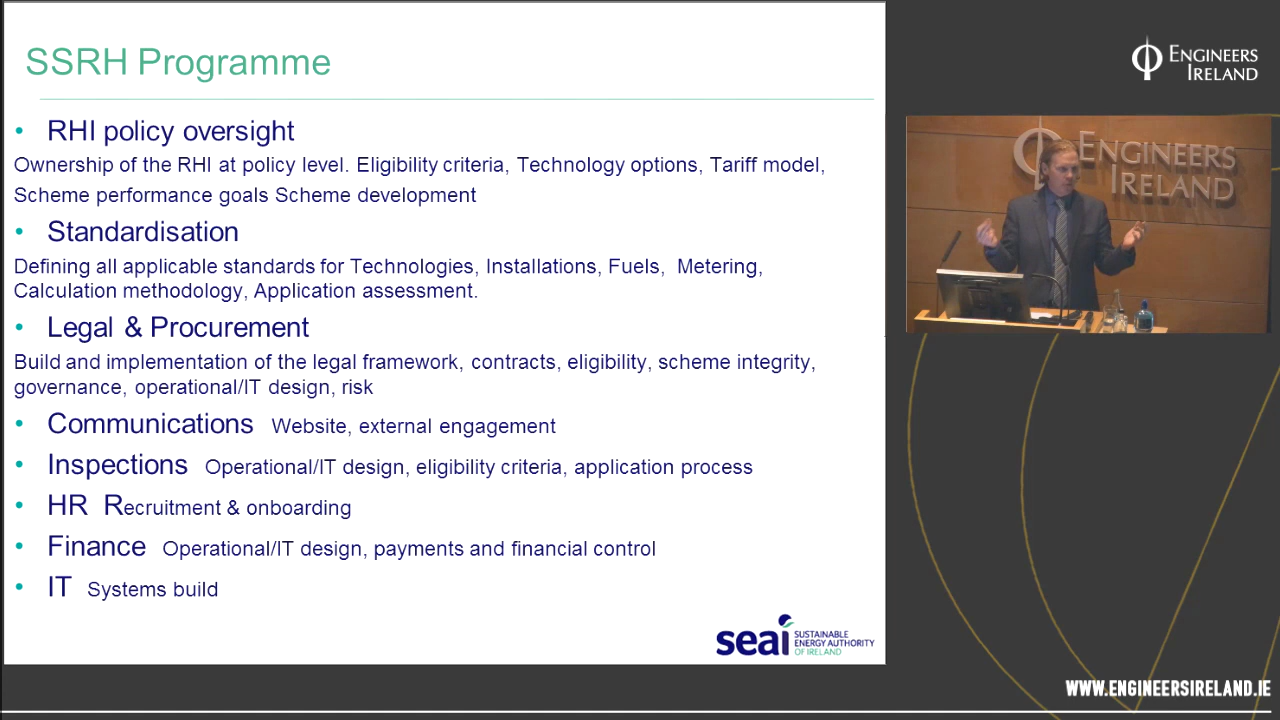 SSRH Programme
• RHI policy oversight
Ownership of the RHI at policy level. Eligibility criteria, Technology options, Tariff model,
Scheme performance goals Scheme development
• Standardisation
Defining all applicable standards for Technologies, Installations, Fuels,  Metering,
Calculation methodology, Application assessment.
• Legal & Procurement
Build and implementation of the legal framework, contracts, eligibility, scheme integrity,
governance, operational/IT design, risk
• Communications  Website, external engagement
• Inspections  Operational/IT design, eligibility criteria, application process
• HR  Recruitment & onboarding
• Finance  Operational/IT design, payments and financial control
• IT  Systems build
seai
SUSTAINABLE
ENERGY AUTHORITY
OF IRELAND
ENGINEERS
IRELAND
ENGINEERS
IRELAND
WWW.ENGINEERSIRELAND.IE